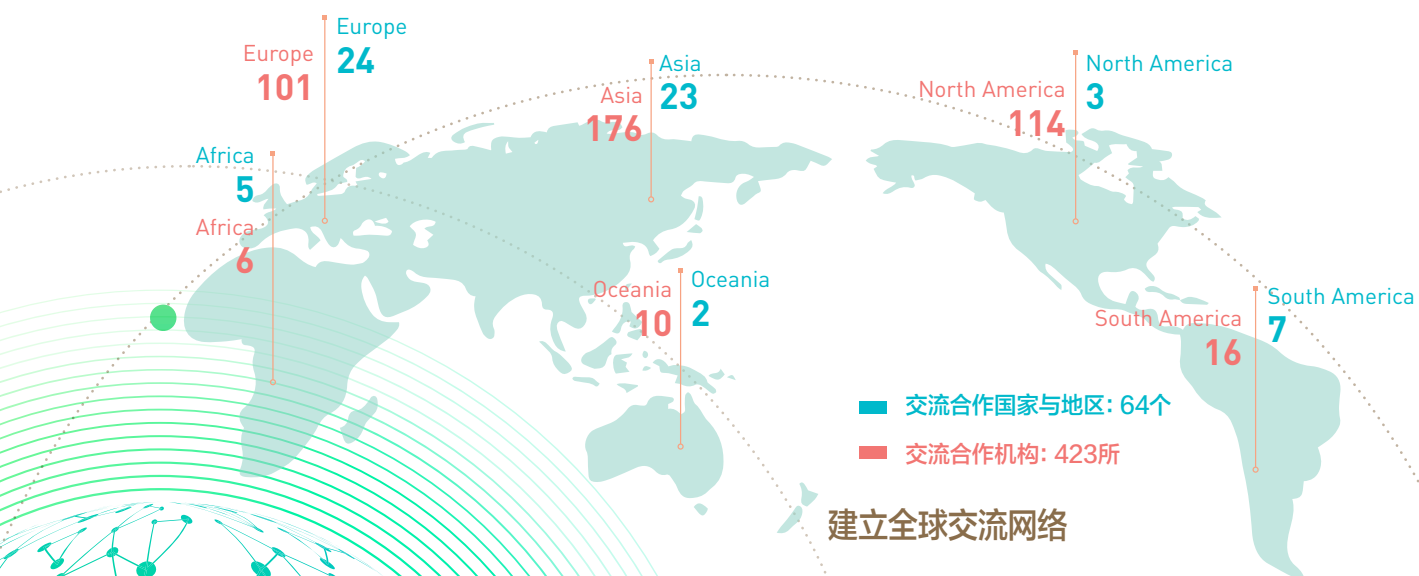 Europe
24
Europe
101
Asia
23
Asia
176
North America
3
North America
114
Africa
5
Africa
6
Oceania
2
Oceania
10
South America
7
South America
16
交流合作国家与地区: 64个
交流合作机构: 423所
建立全球交流网络